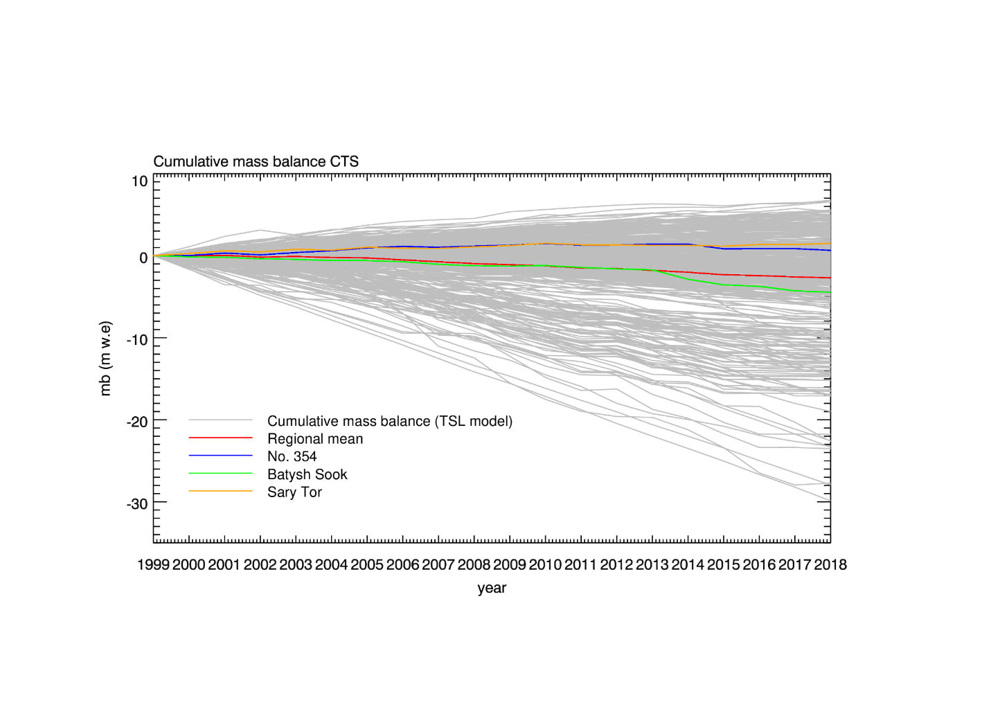 Cumulative mass balance CTS
10
0
-10
-20
-30
mb (m w.e)
Cumulative mass balance (TSL model)
Regional mean
No. 354
Batysh Sook
Sary Tor
1999 2000 2001 2002 2003 2004 2005 2006 2007 2008 2009 2010 2011 2012 2013 2014 2015 2016 2017 2018
year